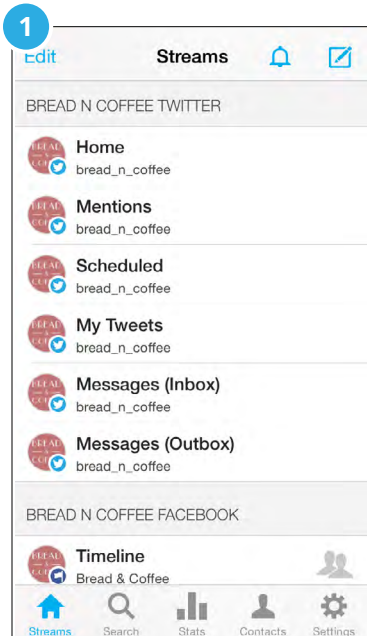 1
Edit Streams
BREAD N COFFEE TWITTER
Home
bread_n_coffee
Mentions
bread_n_coffee
Scheduled
bread_n_coffee
My Tweets
bread_n_coffee
Messages (Inbox)
bread_n_coffee
Messages (Outbox)
bread_n_coffee
BREAD N COFFEE FACEBOOK
Timeline
Bread & Coffee
Streams Search Stats Contacts Settings